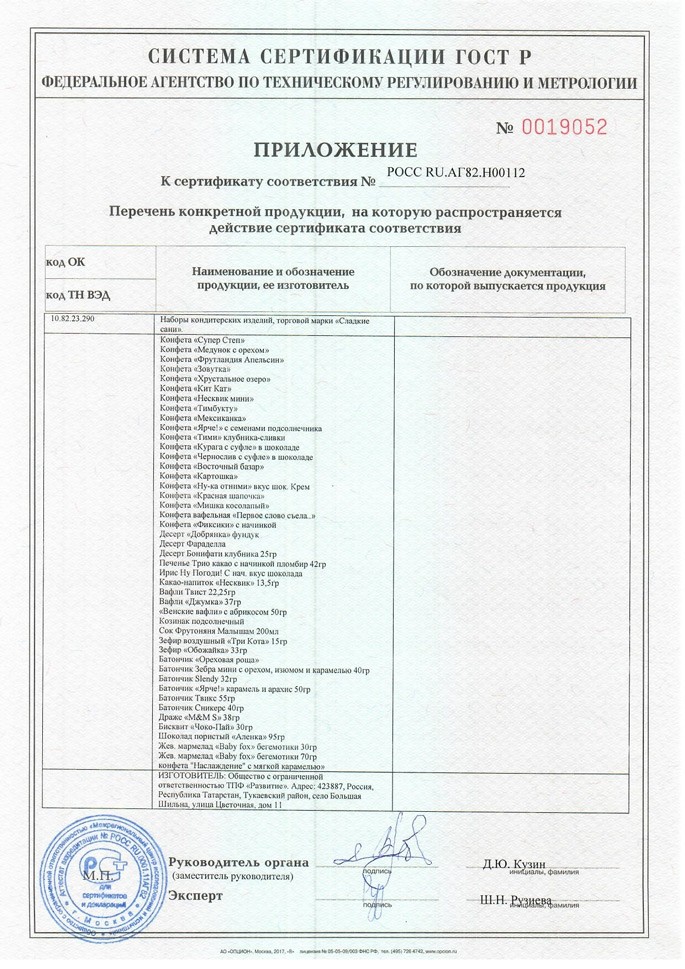 СИСТЕМА СЕРТИФИКАЦИИ ГОСТ Р
ФЕДЕРАЛЬНОЕ АГЕНТСТВО ПО ТЕХНИЧЕСКОМУ РЕГУЛИРОВАНИЮ И МЕТРОЛОГИИ
№ 0019052
ПРИЛОЖЕНИЕ
К сертификату соответствия № РОСС RU.АГ82.Н00112
Перечень конкретной продукции, на которую распространяется
действие сертификата соответствия
код ОК
код ТН ВЭД
Наименование и обозначение
продукции, ее изготовитель
Обозначение документации,
по которой выпускается продукция
10.82.23.290
Наборы кондитерских изделий, торговой марки «Сладкие
сани».
Конфета «Супер Степ»
Конфета «Медунок с орехом»
Конфета «Фрутландия Апельсин»
Конфета «Зовутка»
Конфета «Хрустальное озеро»
Конфета «Кит Кат»
Конфета «Несквик мини»
Конфета «Тимбукту»
Конфета «Мексиканка»
Конфета «Ярче!» с семенами подсолнечника
Конфета «Тими» клубника-сливки
Конфета «Курага с суфле» в шоколаде
Конфета «Чернослив с суфле» в шоколаде
Конфета «Восточный базар»
Конфета «Картошка»
Конфета «Ну-ка отними» вкус шок. Крем
Конфета «Красная шапочка»
Конфета «Мишка косолапый»
Конфета вафельная «Первое слово съела..»
Конфета «Фиксики» с начинкой
Десерт «Добрянка» фундук
Десерт Фараделла
Десерт Бонифати клубника 25гр
Печенье Трио какао с начинкой пломбир 42гр
Ирис Ну Погоди! С нач. вкус шоколада
Какао-напиток «Несквик» 13,5гр
Вафли Твист 22,25гр
Вафли «Джумка» 37гр
«Венские вафли» с абрикосом 50гр
Козинак подсолнечный
Сок Фрутоняня Малышам 200мл
Зефир воздушный «Три Кота» 15гр
Зефир «Обожайка» 33гр
Батончик «Ореховая роща»
Батончик Зебра мини с орехом, изюмом и карамелью 40гр
Батончик Slendy 32гр
Батончик «Ярче!» карамель и арахис 50гр
Батончик Твикс 55гр
Батончик Сникерс 40гр
Драже «M&M S» 38гр
Бисквит «Чоко-Пай» 30гр
Шоколад пористый «Аленка» 95гр
Жев. мармелад «Baby fox» бегемотики 30гр
Жев. мармелад «Baby fox» бегемотики 70гр
конфета "Наслаждение" с мягкой карамелью»
ИЗГОТОВИТЕЛЬ: Общество с ограниченной
ответственностью ТПФ «Развитие». Адрес: 423887, Россия,
Республика Татарстан, Тукаевский район, село Большая
Шильна, улица Цветочная, дом 11
М.П.
для
сертификатов
и деклараций
г. Москва
Руководитель органа
(заместитель руководителя)
подпись
Д.Ю. Кузин
инициалы, фамилия
Эксперт
подпись
Ш.Н. Рузиева
инициалы, фамилия
АО «ОПЦИОН», Москва, 2017, «В» лицензия № 05-05-09/003 ФНС РФ, тел. (495) 726 4742, www.opcion.ru